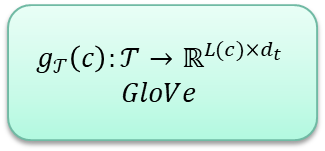 g_𝒯(c): 𝒯 → ℝ^{L(c)×d_t}
GloVe